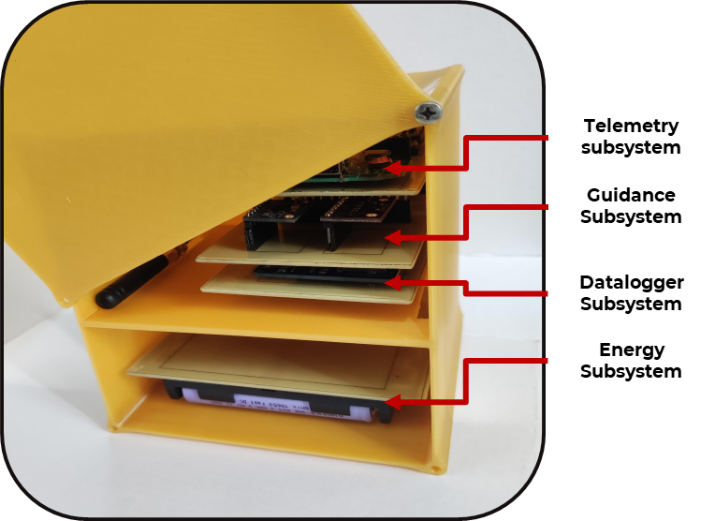 Telemetry
subsystem
Guidance
Subsystem
Datalogger
Subsystem
Energy
Subsystem